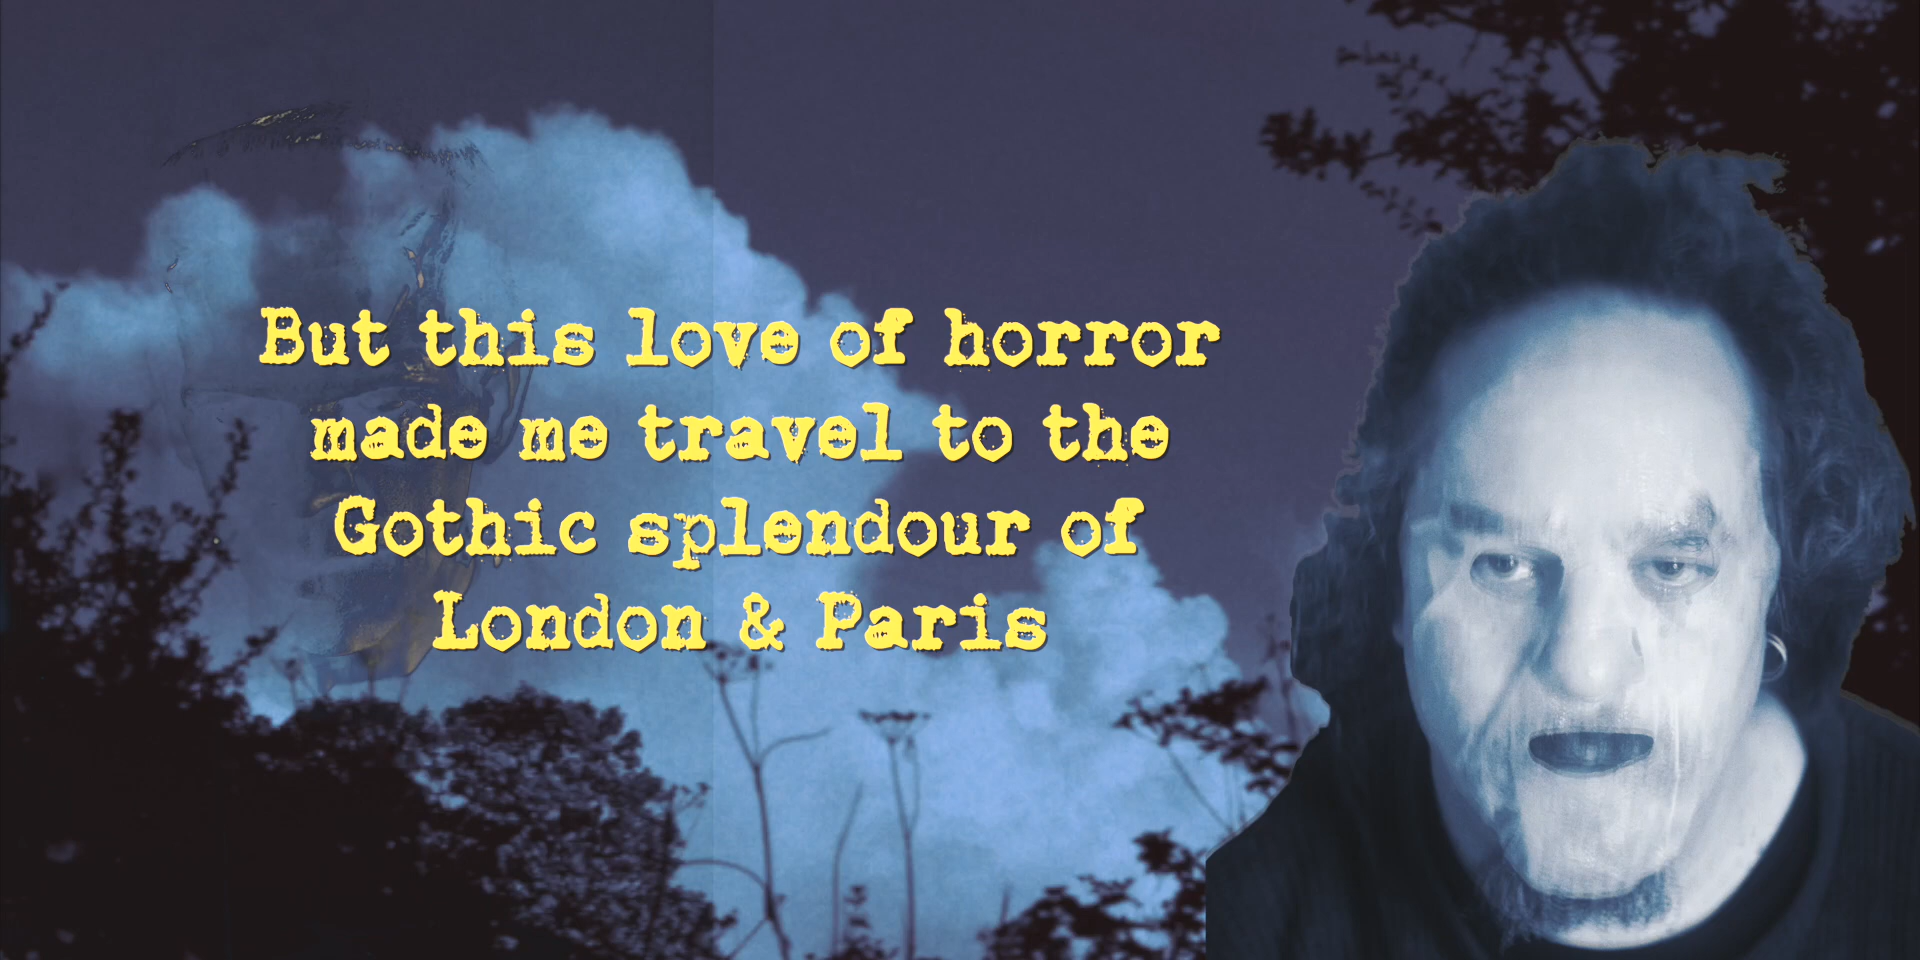 But this love of horror
made me travel to the
Gothic splendour of
London & Paris